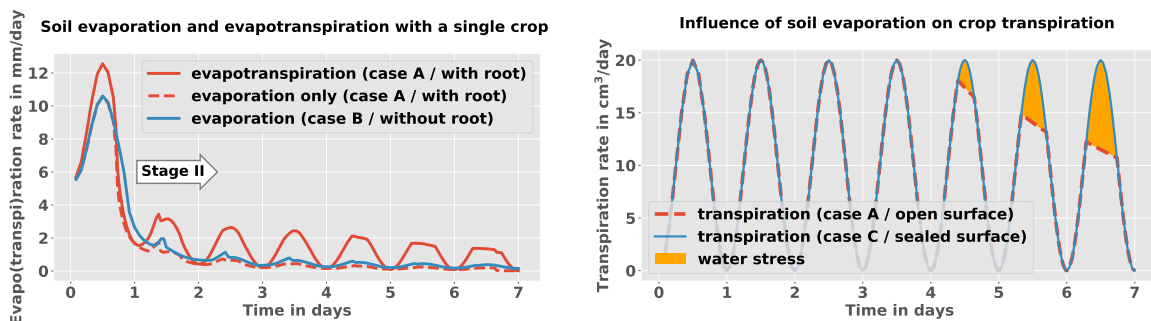 Soil evaporation and evapotranspiration with a single crop
Evapo(transpi)ration rate in mm/day
12
10
8
6
4
2
0
evapotranspiration (case A / with root)
evaporation only (case A / with root)
evaporation (case B / without root)
Stage II
0 1 2 3 4 5 6 7
Time in days
Influence of soil evaporation on crop transpiration
Transpiration rate in cm³/day
20
15
10
5
0
transpiration (case A / open surface)
transpiration (case C / sealed surface)
water stress
0 1 2 3 4 5 6 7
Time in days